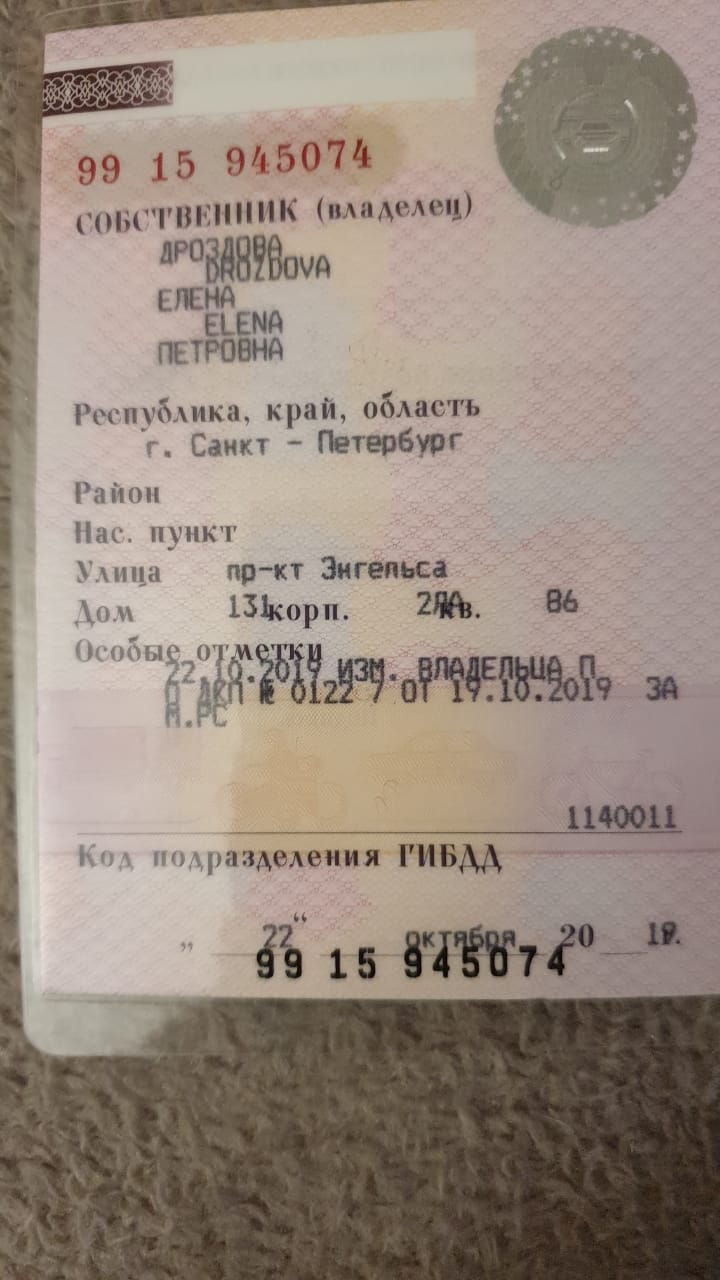 99 15 945074
СОБСТВЕННИК (владелец)
ДРОЗДОВА
DROZDOVA
ЕЛЕНА
ELENA
ПЕТРОВНА
Республика, край, область
г. Санкт - Петербург
Район
Нас. пункт
Улица пр-кт Энгельса
Дом 131 корп. кв. 86
Особые отметки
22.10.2019 ИЗМ. ВЛАДЕЛЬЦА П.
П ДКП № 0122 7 ОТ 19.10.2019 ЗА
М.РС
1140011
Код подразделения ГИБДД
„ 22 “ октября 20 19.
99 15 945074